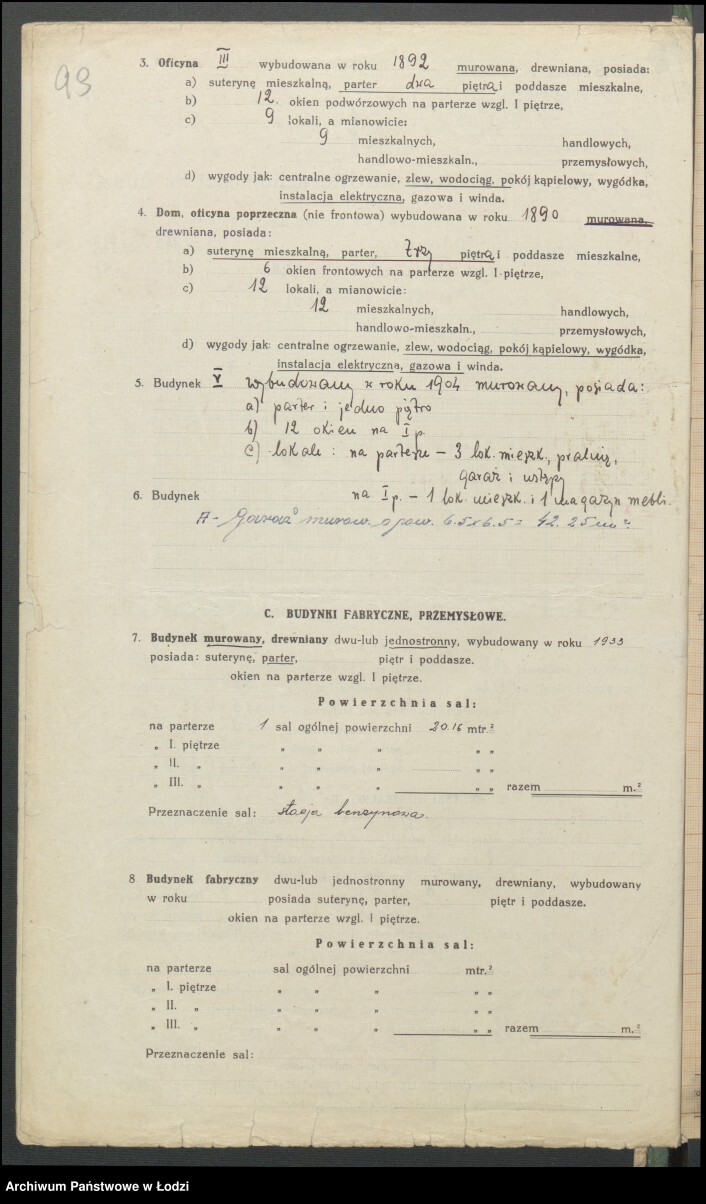 93
3. Oficyna III wybudowana w roku 1892 murowana, drewniana, posiada:
a) suterynę mieszkalną, parter dwa piętra i poddasze mieszkalne,
b) 12. okien podwórzowych na parterze wzgl. I piętrze,
c) 9 lokali, a mianowicie:
9 mieszkalnych, handlowych,
handlowo-mieszkaln., przemysłowych,
d) wygody jak: centralne ogrzewanie, zlew, wodociąg, pokój kąpielowy, wygódka,
instalacja elektryczna, gazowa i winda.
4. Dom, oficyna poprzeczna (nie frontowa) wybudowana w roku 1890 murowana,
drewniana, posiada:
a) suterynę mieszkalną, parter, trzy piętra i poddasze mieszkalne,
b) 6 okien frontowych na parterze wzgl. I piętrze,
c) 12 lokali, a mianowicie:
12 mieszkalnych, handlowych,
handlowo-mieszkaln., przemysłowych,
d) wygody jak: centralne ogrzewanie, zlew, wodociąg, pokój kąpielowy, wygódka,
instalacja elektryczna, gazowa i winda.
5. Budynek V wybudowany w roku 1904 murowany, posiada:
a) parter i jedno piętro
b) 12 okien na I p.
c) lokale: na parterze – 3 lok. mieszk., pralnię,
garaż i ustępy
6. Budynek na I p. – 1 lok. mieszk. i 1 magazyn mebli.
A – Garaż murow. o pow. 6.5 x 6.5 = 42.25 m²
C. BUDYNKI FABRYCZNE, PRZEMYSŁOWE.
7. Budynek murowany, drewniany dwu-lub jednostronny, wybudowany w roku 1933
posiada: suterynę, parter, piętr i poddasze.
okien na parterze wzgl. I piętrze.
Powierzchnia sal:
na parterze 1 sal ogólnej powierzchni 20.16 mtr.²
„ I. piętrze „ „ „ „ „
„ II. „ „ „ „ „ „
„ III. „ „ „ „ „ „ razem m.²
Przeznaczenie sal: stacja benzynowa.
8 Budynek fabryczny dwu-lub jednostronny murowany, drewniany, wybudowany
w roku posiada suterynę, parter, piętr i poddasze.
okien na parterze wzgl. I piętrze.
Powierzchnia sal:
na parterze sal ogólnej powierzchni mtr.²
„ I. piętrze „ „ „ „ „
„ II. „ „ „ „ „ „
„ III. „ „ „ „ „ „ razem m.²
Przeznaczenie sal:
Archiwum Państwowe w Łodzi